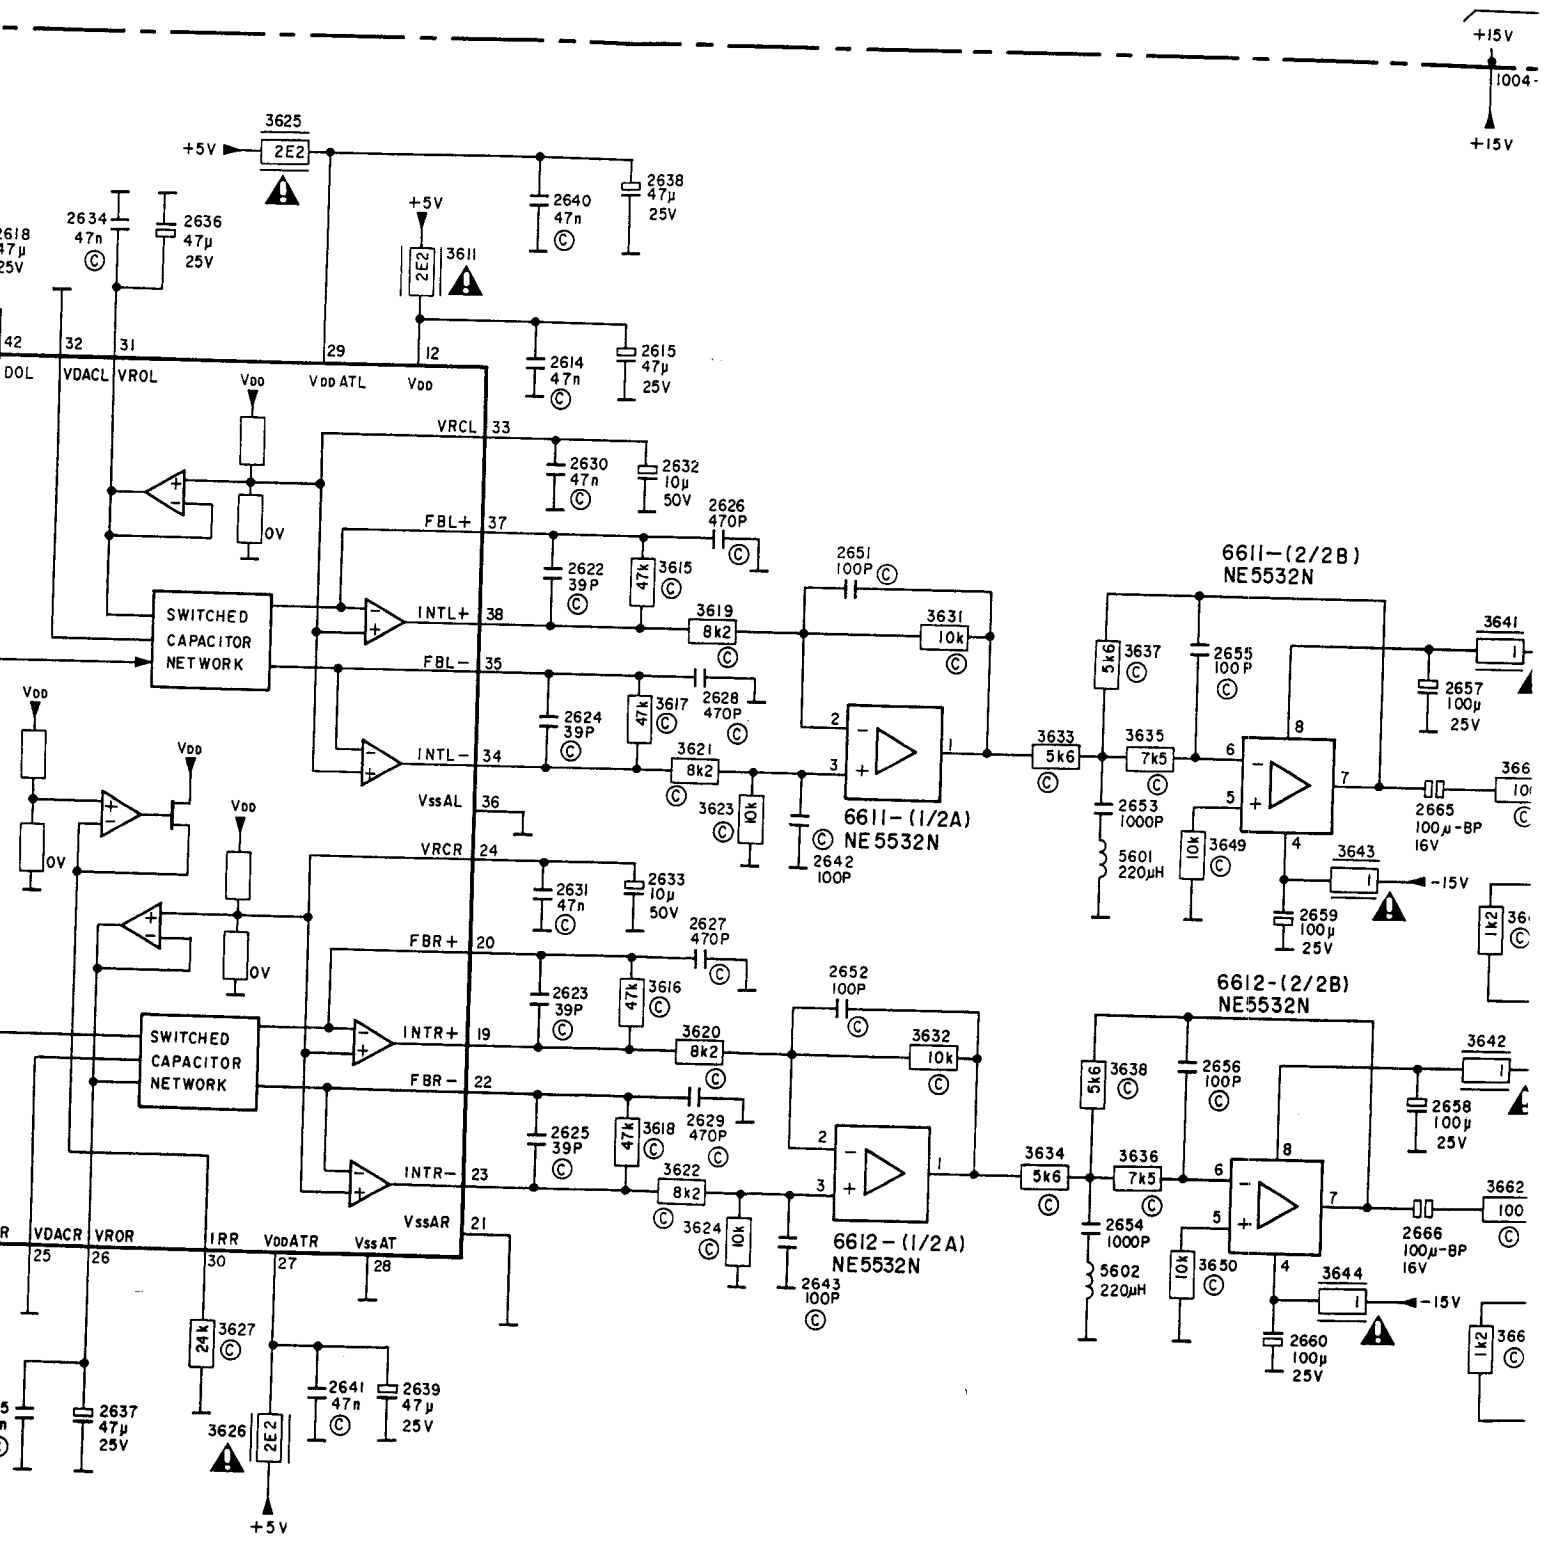 +15V
1004-
+15V
3625
+5V
2E2
2638
47µ
25V
2640
47n
C
+5V
3611
2E2
2634
47n
C
2636
47µ
25V
2618
47µ
25V
42
32
31
29
12
DOL
VDACL
VROL
VDD
VDD ATL
VDD
2614
47n
C
2615
47µ
25V
VRCL
33
2630
47n
C
2632
10µ
50V
+
-
0V
FBL+
37
2626
470P
C
2622
39P
C
47k
3615
C
2651
100P
C
6611-(2/2B)
NE5532N
SWITCHED
CAPACITOR
NETWORK
-
+
INTL+
38
3619
8k2
C
3631
10k
C
5k6
3637
C
2655
100P
C
3641
1
FBL-
35
2628
470P
C
2624
39P
C
47k
3617
C
2657
100µ
25V
VDD
VDD
-
+
INTL-
34
3621
8k2
C
2
-
3
+
1
3633
5k6
C
3635
7k5
C
6
-
5
+
8
7
4
VSSAL
36
3623
C
10k
C
2642
100P
6611-(1/2A)
NE5532N
2653
1000P
5601
220µH
10k
3649
C
2665
100µ-BP
16V
366
10
C
+
-
0V
VDD
VRCR
24
2631
47n
C
2633
10µ
50V
3643
1
-15V
2659
100µ
25V
1k2
36
C
+
-
0V
FBR+
20
2627
470P
C
2623
39P
C
47k
3616
C
2652
100P
C
6612-(2/2B)
NE5532N
SWITCHED
CAPACITOR
NETWORK
-
+
INTR+
19
3620
8k2
C
3632
10k
C
5k6
3638
C
2656
100P
C
3642
1
FBR-
22
2629
470P
C
2625
39P
C
47k
3618
C
2658
100µ
25V
-
+
INTR-
23
3622
8k2
C
2
-
3
+
1
3634
5k6
C
3636
7k5
C
6
-
5
+
8
7
4
VSSAR
21
3624
C
10k
2643
100P
C
6612-(1/2A)
NE5532N
2654
1000P
5602
220µH
10k
3650
C
2666
100µ-BP
16V
3662
100
C
R
VDACR
VROR
IRR
VDDATR
VSSAT
25
26
30
27
28
3644
1
-15V
2660
100µ
25V
1k2
366
C
24k
3627
C
2641
47n
C
2639
47µ
25V
5
n
C
2637
47µ
25V
3626
2E2
+5V